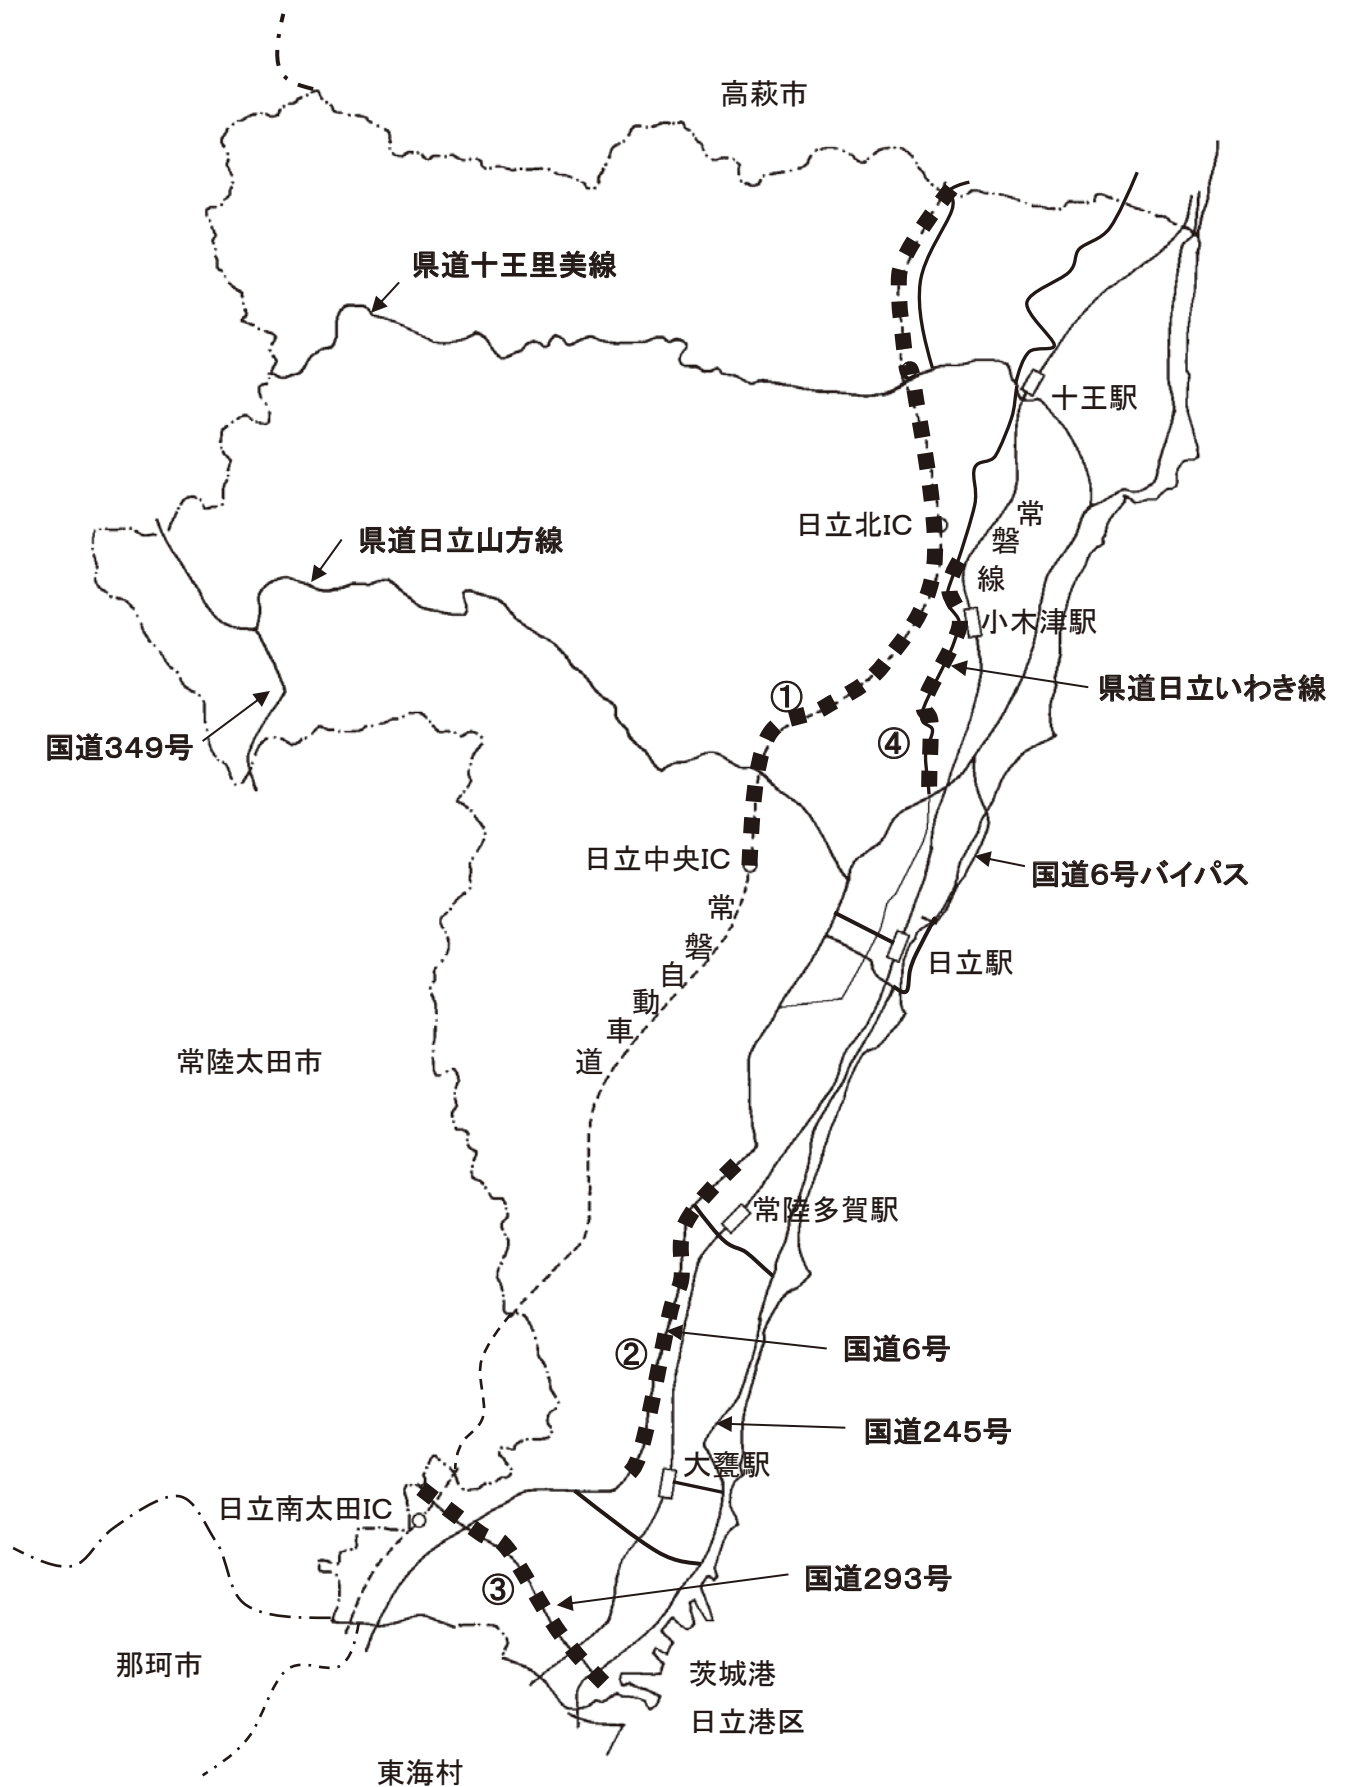 高萩市
県道十王里美線
十王駅
日立北IC
常磐線
県道日立山方線
小木津駅
県道日立いわき線
①
国道349号
④
日立中央IC
国道6号バイパス
常磐自動車道
日立駅
常陸太田市
常陸多賀駅
②
国道6号
国道245号
大甕駅
日立南太田IC
③
国道293号
那珂市
茨城港
日立港区
東海村